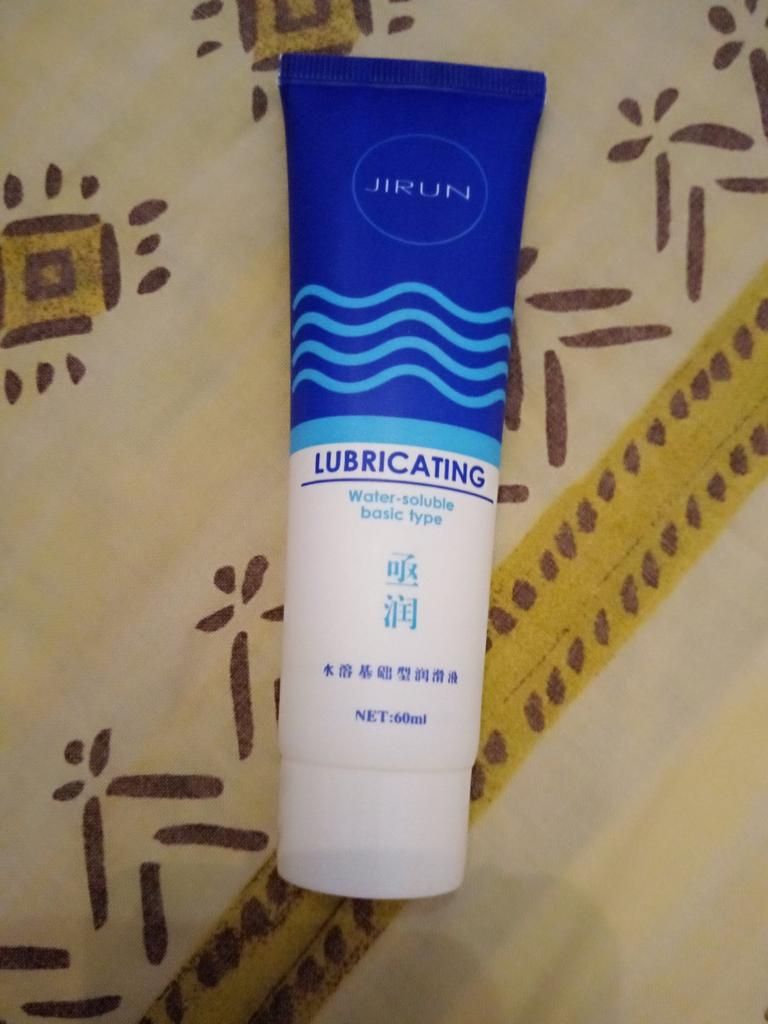 JIRUN
LUBRICATING
Water-soluble
basic type
亟
润
水溶基础型润滑液
NET:60ml